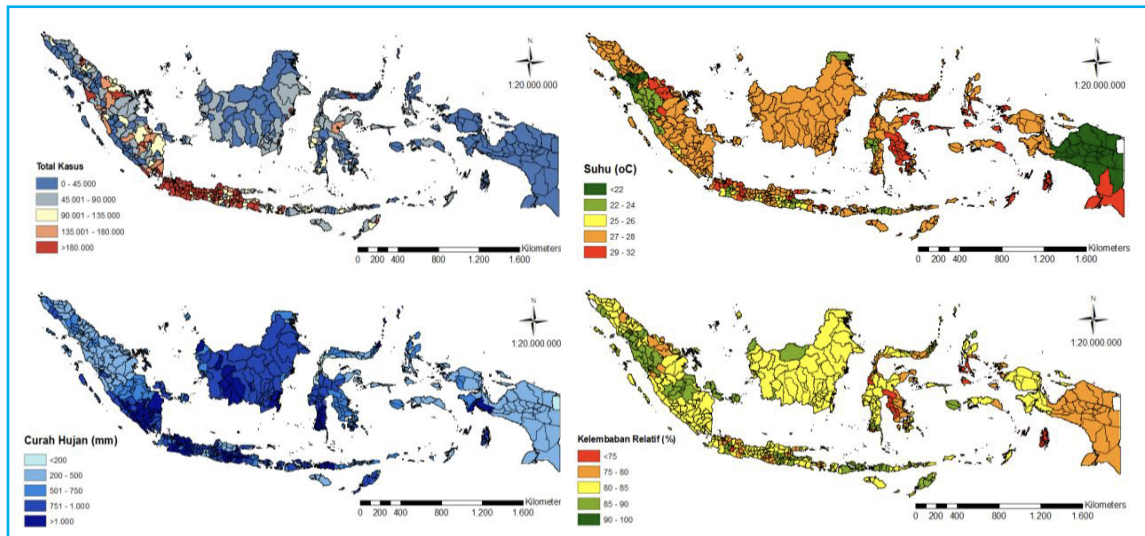 N
1:20.000.000
Total Kasus
0 - 45.000
45.001 - 90.000
90.001 - 135.000
135.001 - 180.000
>180.000
Kilometers
0 200 400 800 1.200 1.600
N
1:20.000.000
Suhu (oC)
<22
22 - 24
25 - 26
27 - 28
29 - 32
Kilometers
0 200 400 800 1.200 1.600
N
1:20.000.000
Curah Hujan (mm)
<200
200 - 500
501 - 750
751 - 1.000
>1.000
Kilometer
0 200 400 800 1.200 1.600
N
1:20.000.000
Kelembaban Relatif (%)
<75
75 - 80
80 - 85
85 - 90
90 - 100
Kilometers
0 200 400 800 1.200 1.600